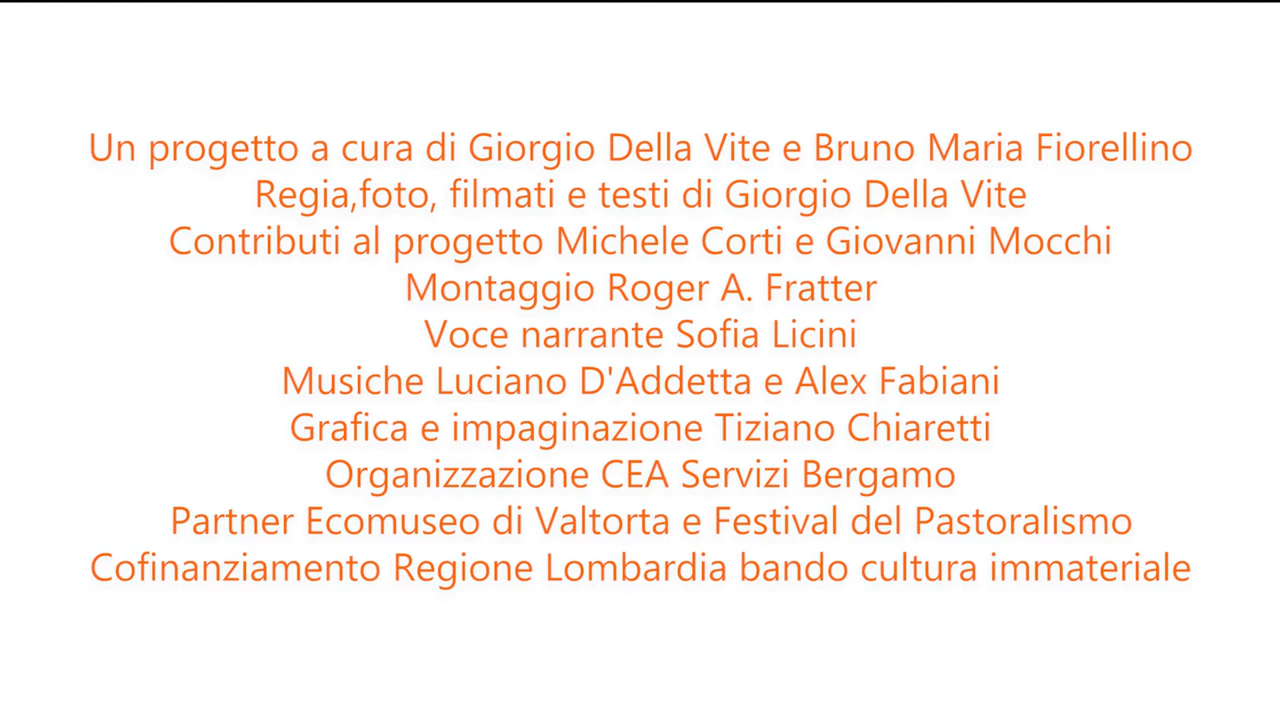 Un progetto a cura di Giorgio Della Vite e Bruno Maria Fiorellino
Regia,foto, filmati e testi di Giorgio Della Vite
Contributi al progetto Michele Corti e Giovanni Mocchi
Montaggio Roger A. Fratter
Voce narrante Sofia Licini
Musiche Luciano D'Addetta e Alex Fabiani
Grafica e impaginazione Tiziano Chiaretti
Organizzazione CEA Servizi Bergamo
Partner Ecomuseo di Valtorta e Festival del Pastoralismo
Cofinanziamento Regione Lombardia bando cultura immateriale